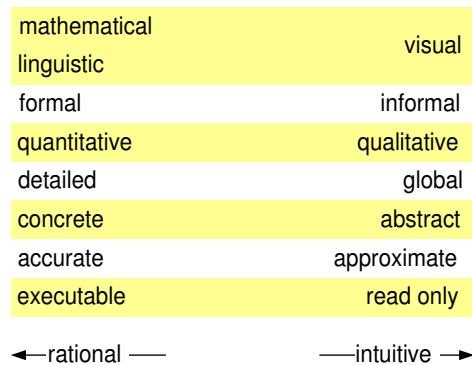 mathematical
linguistic visual
formal informal
quantitative qualitative
detailed global
concrete abstract
accurate approximate
executable read only
rational intuitive